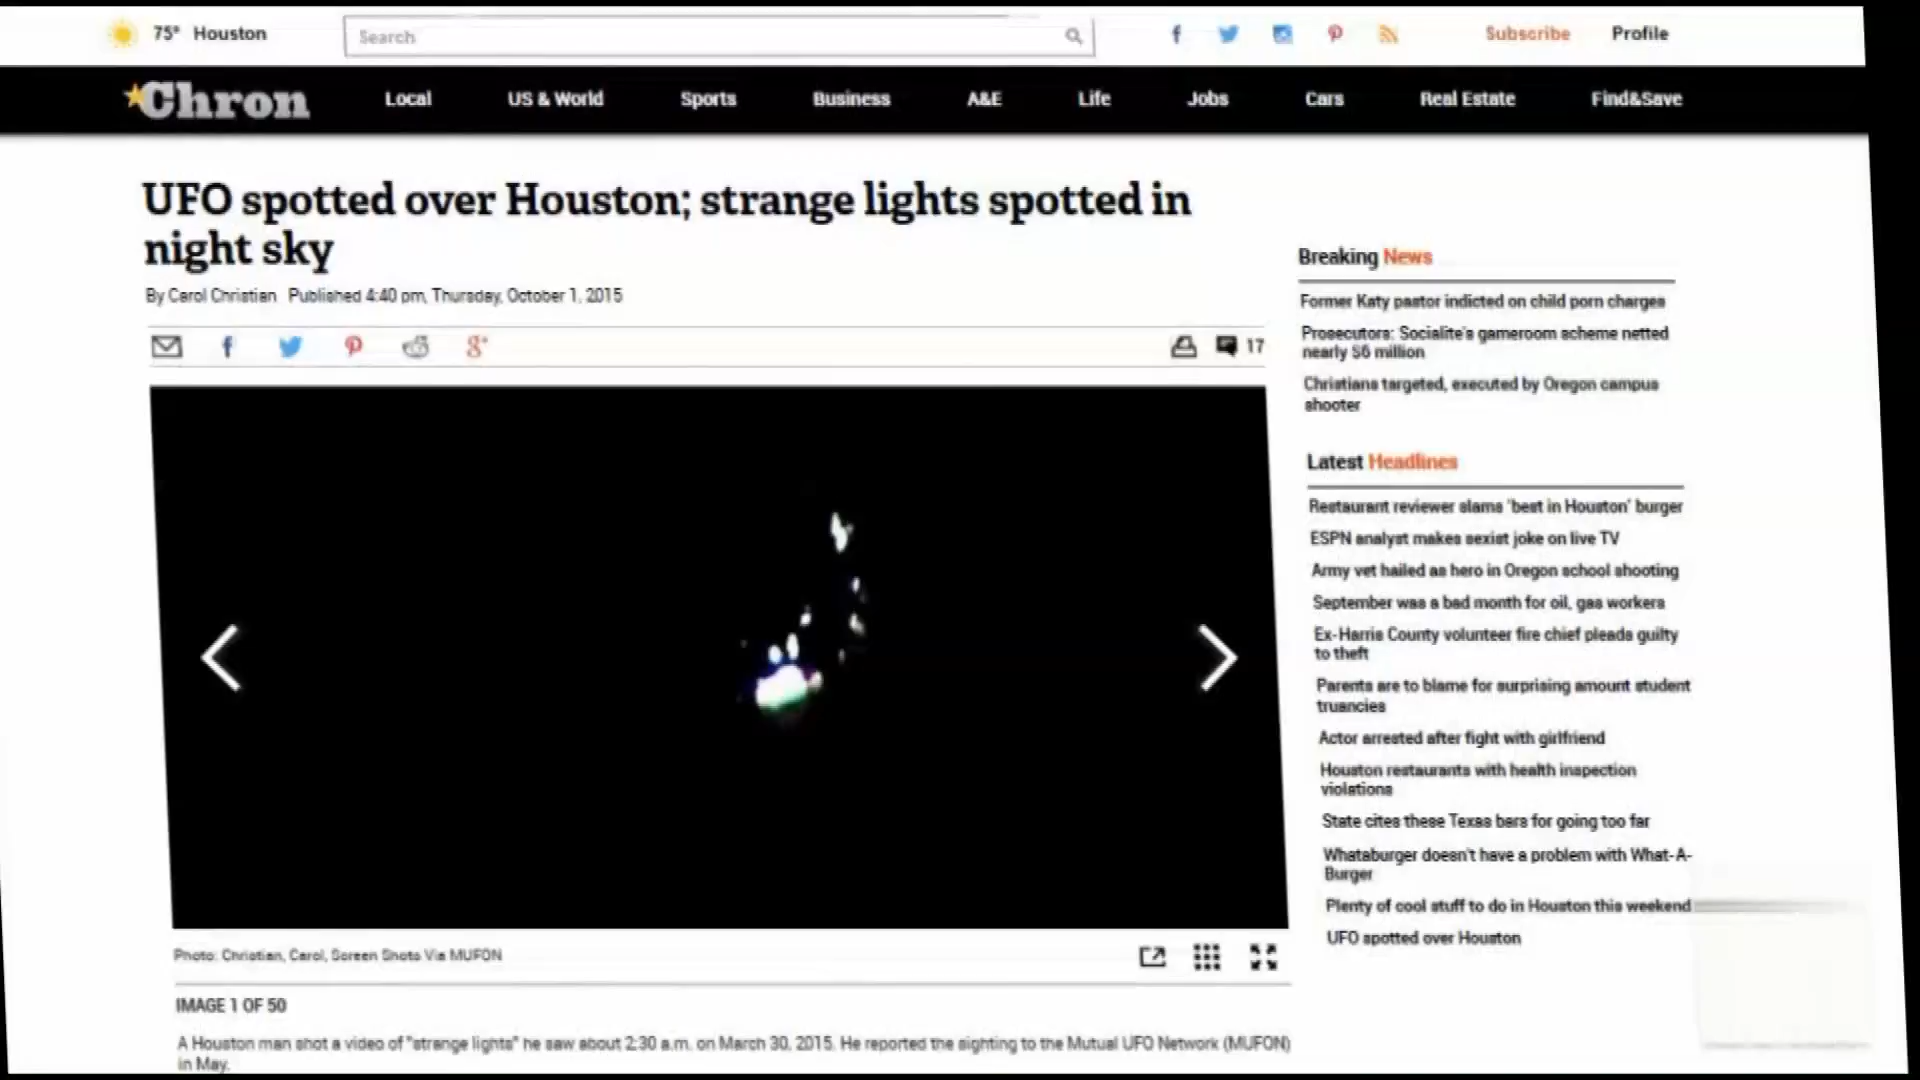 75° Houston
Search
Subscribe
Profile
Chron
Local US & World Sports Business A&E Life Jobs Cars Real Estate Find&Save
UFO spotted over Houston; strange lights spotted in
night sky
By Carol Christian Published 4:40 pm, Thursday, October 1, 2015
17
Photo: Christian, Carol, Screen Shots Via MUFON
IMAGE 1 OF 50
A Houston man shot a video of "strange lights" he saw about 2:30 a.m. on March 30, 2015. He reported the sighting to the Mutual UFO Network (MUFON)
in May.
Breaking News
Former Katy pastor indicted on child porn charges
Prosecutors: Socialite's gameroom scheme netted
nearly $6 million
Christians targeted, executed by Oregon campus
shooter
Latest Headlines
Restaurant reviewer slams 'best in Houston' burger
ESPN analyst makes sexist joke on live TV
Army vet hailed as hero in Oregon school shooting
September was a bad month for oil, gas workers
Ex-Harris County volunteer fire chief pleads guilty
to theft
Parents are to blame for surprising amount student
truancies
Actor arrested after fight with girlfriend
Houston restaurants with health inspection
violations
State cites these Texas bars for going too far
Whataburger doesn't have a problem with What-A-
Burger
Plenty of cool stuff to do in Houston this weekend
UFO spotted over Houston